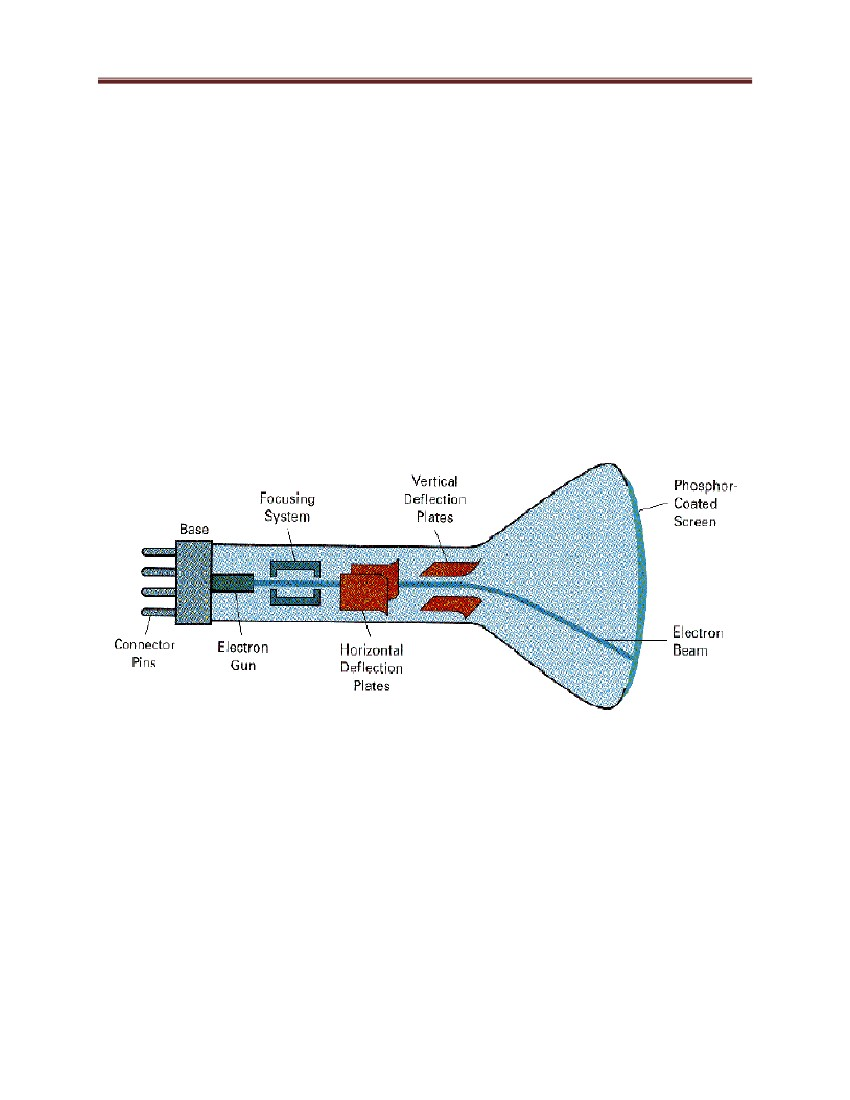 Vertical
Deflection
Plates
Phosphor-
Coated
Screen
Focusing
System
Base
Connector
Pins
Electron
Gun
Horizontal
Deflection
Plates
Electron
Beam